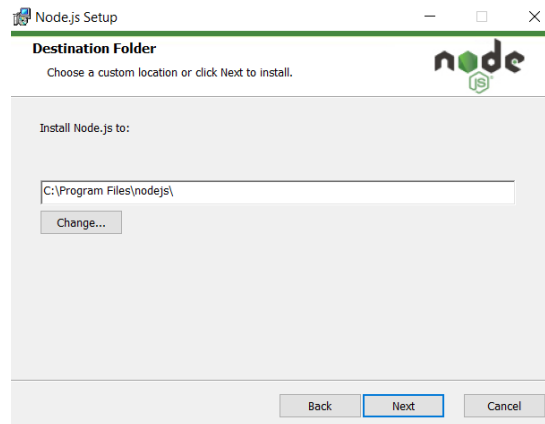 Node.js Setup
Destination Folder
Choose a custom location or click Next to install.
node
JS
Install Node.js to:
C:\Program Files\nodejs\
Change...
Back Next Cancel